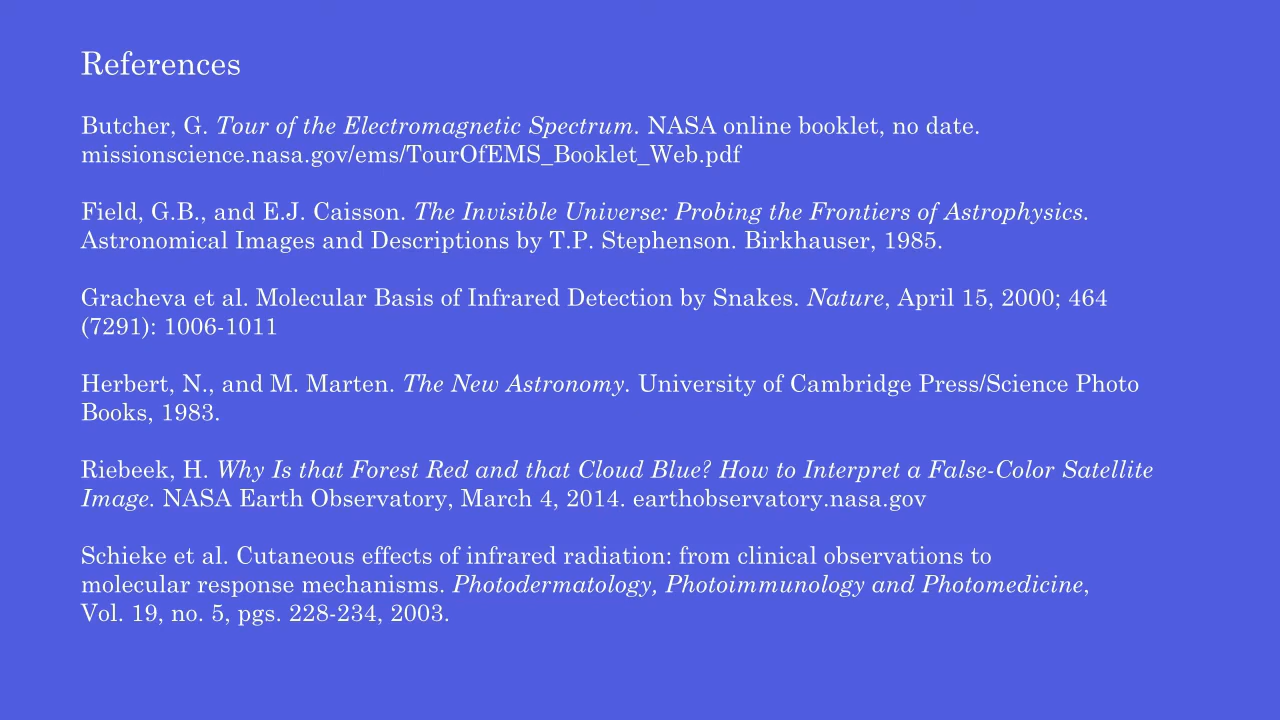 References
Butcher, G. Tour of the Electromagnetic Spectrum. NASA online booklet, no date.
missionscience.nasa.gov/ems/TourOfEMS_Booklet_Web.pdf
Field, G.B., and E.J. Caisson. The Invisible Universe: Probing the Frontiers of Astrophysics.
Astronomical Images and Descriptions by T.P. Stephenson. Birkhauser, 1985.
Gracheva et al. Molecular Basis of Infrared Detection by Snakes. Nature, April 15, 2000; 464
(7291): 1006-1011
Herbert, N., and M. Marten. The New Astronomy. University of Cambridge Press/Science Photo
Books, 1983.
Riebeek, H. Why Is that Forest Red and that Cloud Blue? How to Interpret a False-Color Satellite
Image. NASA Earth Observatory, March 4, 2014. earthobservatory.nasa.gov
Schieke et al. Cutaneous effects of infrared radiation: from clinical observations to
molecular response mechanisms. Photodermatology, Photoimmunology and Photomedicine,
Vol. 19, no. 5, pgs. 228-234, 2003.